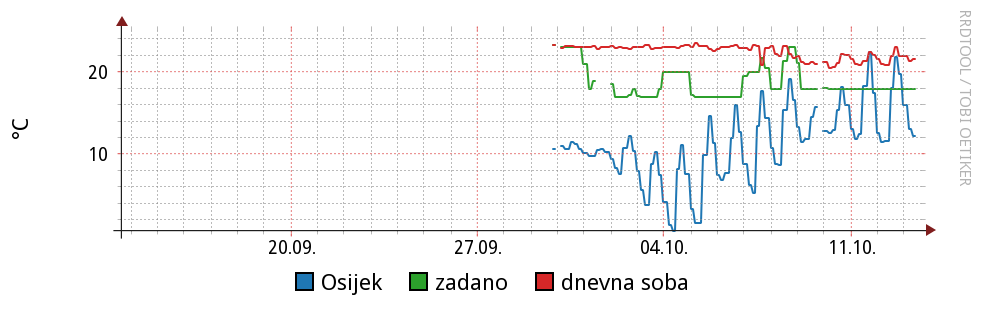 RRDTOOL / TOBI OETIKER
°C
20
10
20.09.
27.09.
04.10.
11.10.
Osijek
zadano
dnevna soba